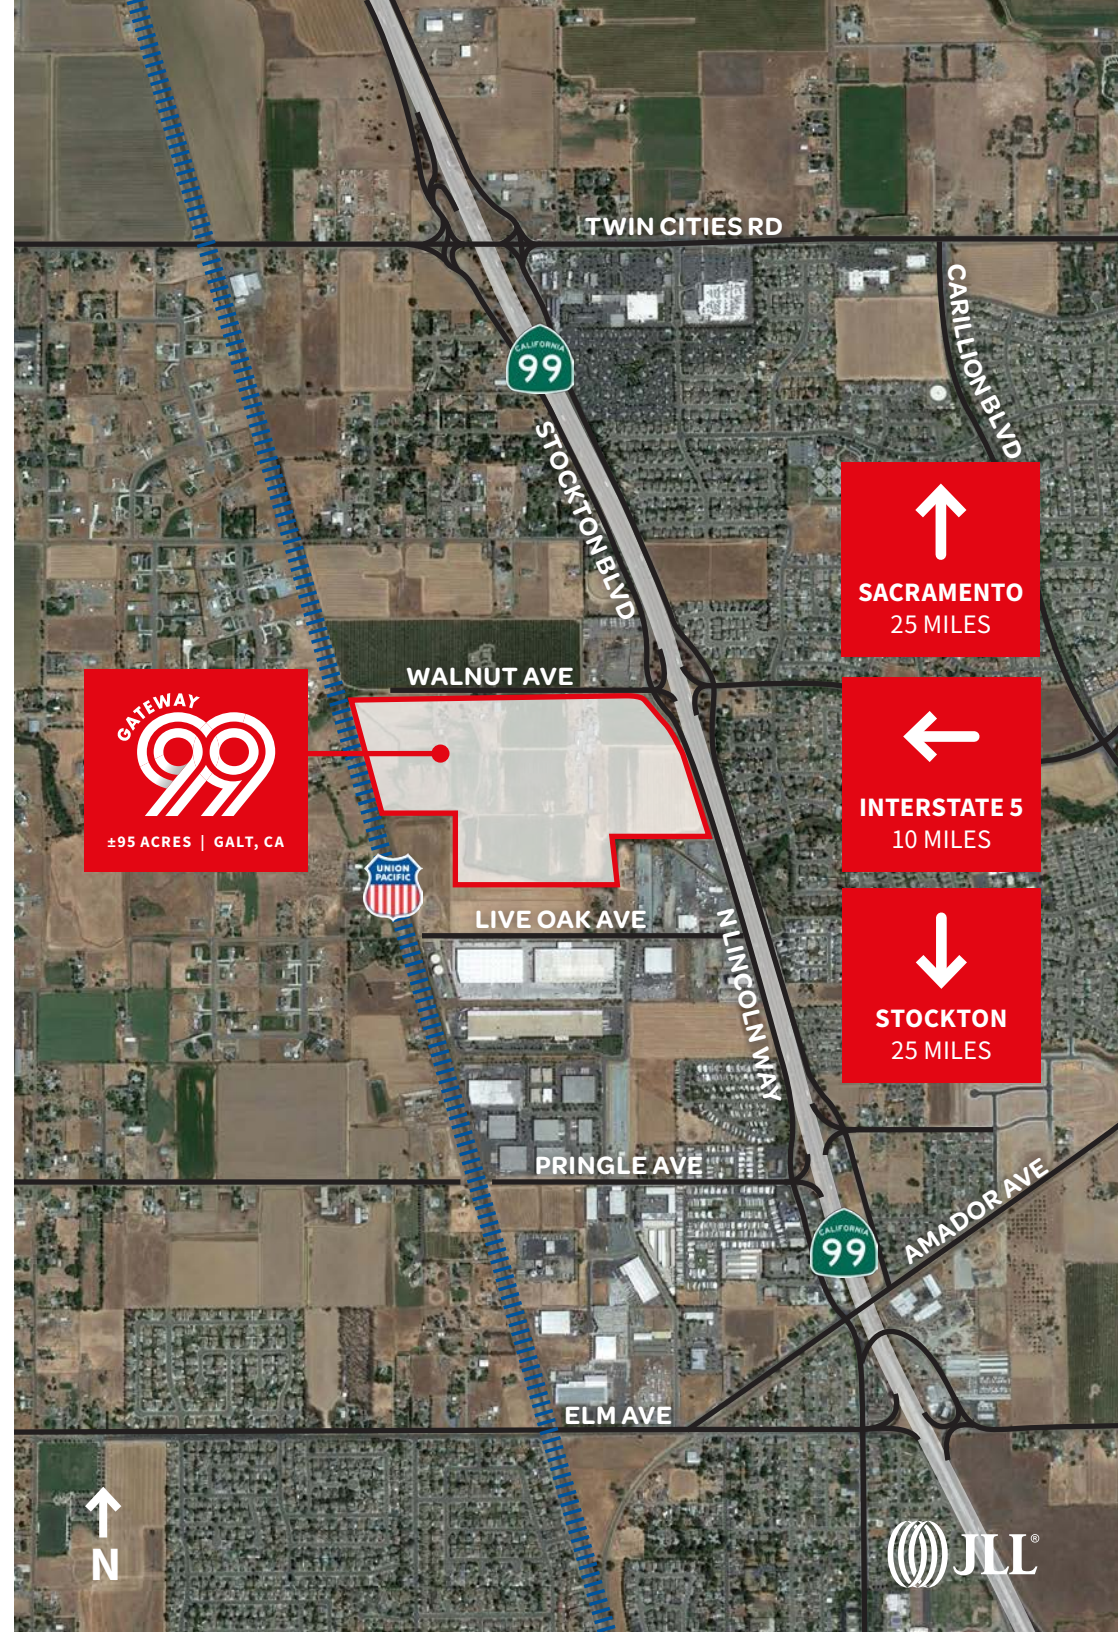 TWIN CITIES RD
CARILLION BLVD
CALIFORNIA
99
STOCKTON BLVD
SACRAMENTO
25 MILES
WALNUT AVE
GATEWAY
99
±95 ACRES | GALT, CA
INTERSTATE 5
10 MILES
UNION
PACIFIC
LIVE OAK AVE
N LINCOLN WAY
STOCKTON
25 MILES
PRINGLE AVE
AMADOR AVE
CALIFORNIA
99
ELM AVE
N
JLL®